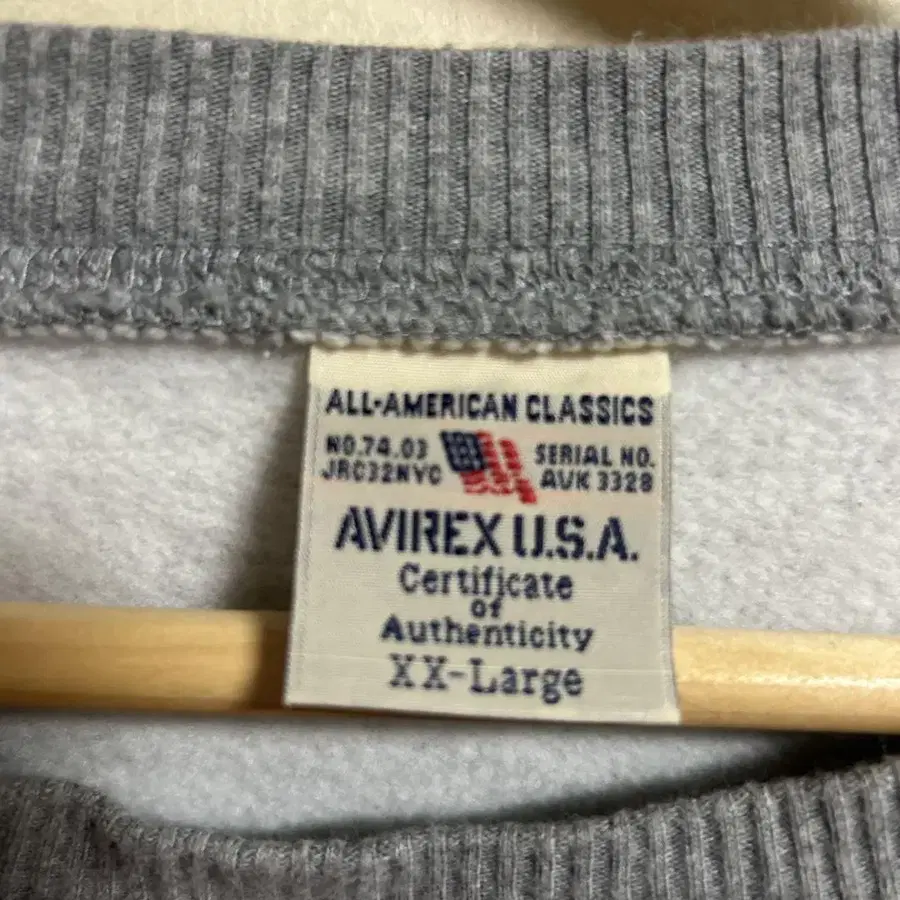 ALL-AMERICAN CLASSICS
NO.74.03
JRC32NYC
SERIAL NO.
AVK 3328
AVIREX U.S.A.
Certificate
of
Authenticity
XX-Large